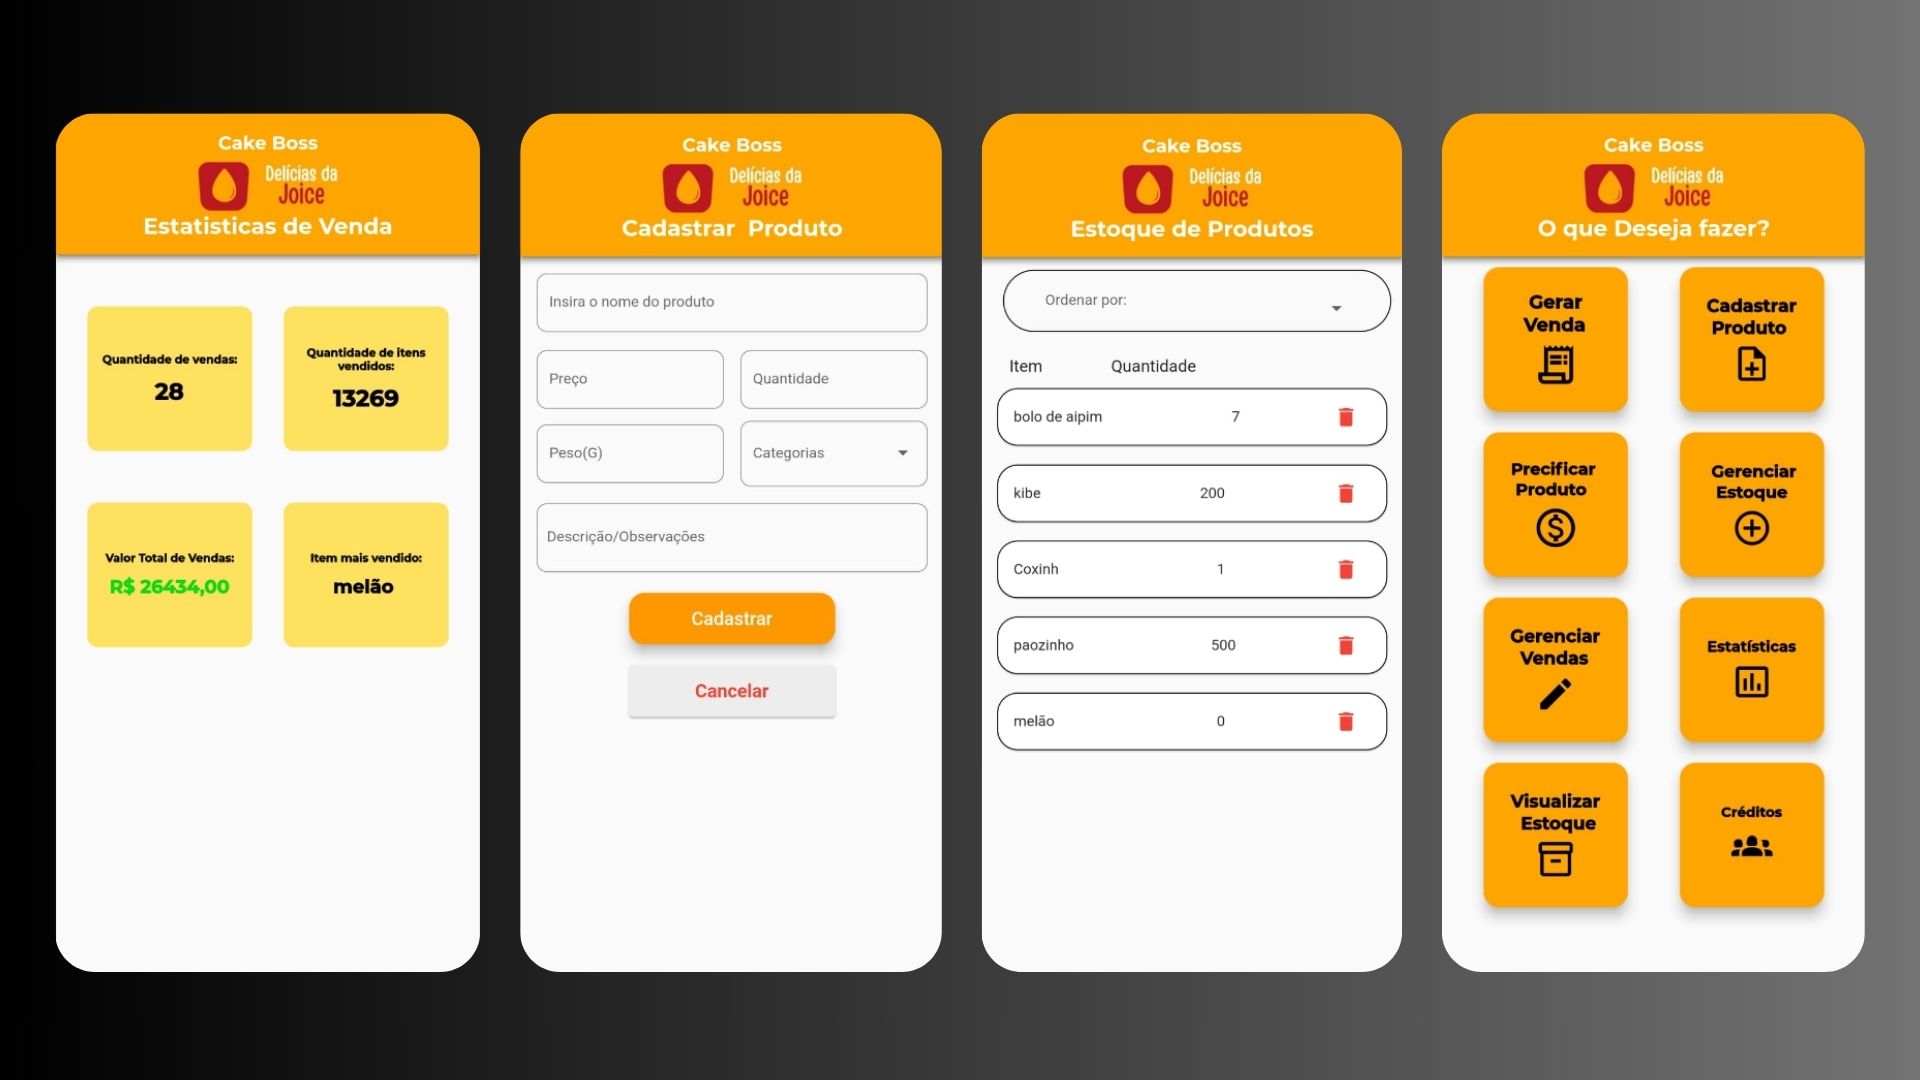 Cake Boss
Delícias da
Joice
Estatisticas de Venda
Quantidade de vendas:
28
Quantidade de itens
vendidos:
13269
Valor Total de Vendas:
R$ 26434,00
Item mais vendido:
melão
Cake Boss
Delícias da
Joice
Cadastrar Produto
Insira o nome do produto
Preço
Quantidade
Peso(G)
Categorias
Descrição/Observações
Cadastrar
Cancelar
Cake Boss
Delícias da
Joice
Estoque de Produtos
Ordenar por:
Item Quantidade
bolo de aipim 7
kibe 200
Coxinh 1
paozinho 500
melão 0
Cake Boss
Delícias da
Joice
O que Deseja fazer?
Gerar
Venda
Cadastrar
Produto
Precificar
Produto
Gerenciar
Estoque
Gerenciar
Vendas
Estatísticas
Visualizar
Estoque
Créditos